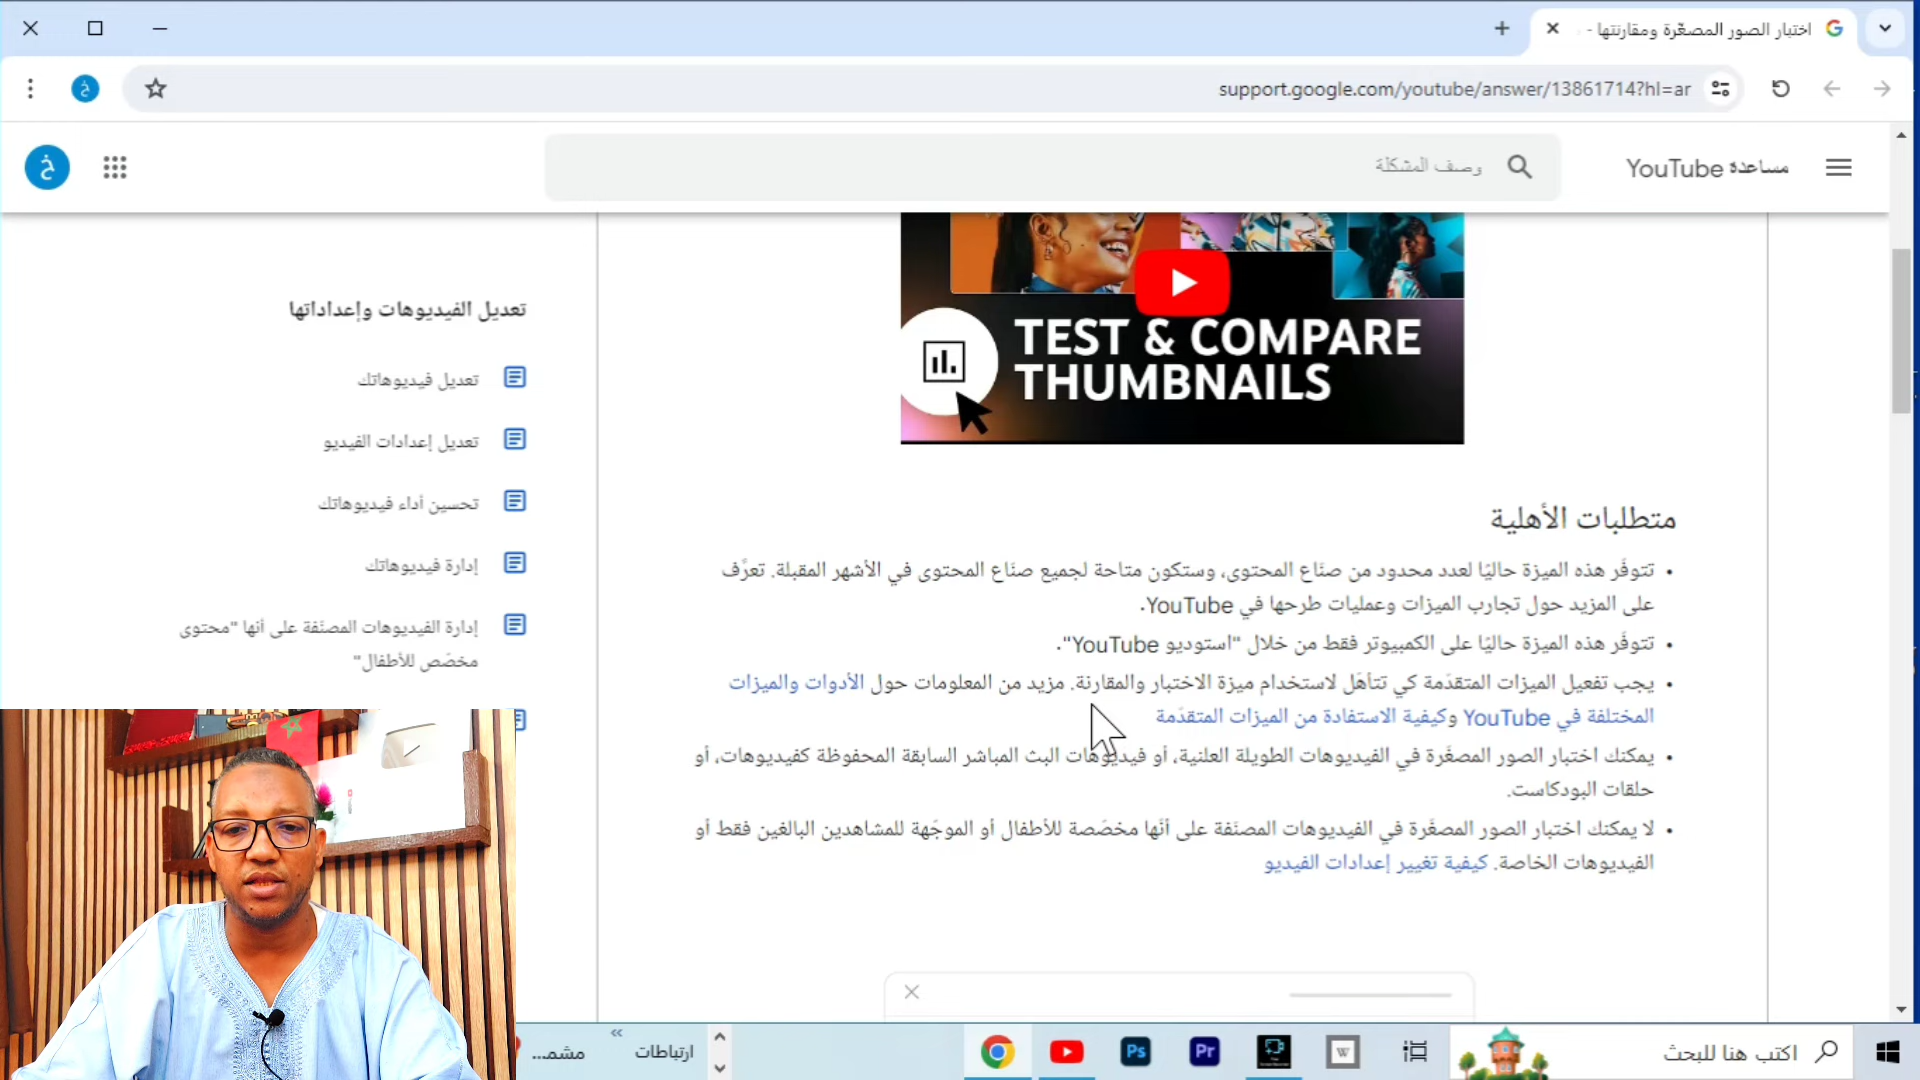 اختبار الصور المصغّرة ومقارنتها -
support.google.com/youtube/answer/13861714?hl=ar
خ
مساعدة YouTube
وصف المشكلة
خ
TEST & COMPARE
THUMBNAILS
متطلبات الأهلية
• تتوفّر هذه الميزة حاليًا لعدد محدود من صنّاع المحتوى، وستكون متاحة لجميع صنّاع المحتوى في الأشهر المقبلة. تعرَّف
على المزيد حول تجارب الميزات وعمليات طرحها في YouTube.
• تتوفّر هذه الميزة حاليًا على الكمبيوتر فقط من خلال "استوديو YouTube".
• يجب تفعيل الميزات المتقدّمة كي تتأهّل لاستخدام ميزة الاختبار والمقارنة. مزيد من المعلومات حول الأدوات والميزات
المختلفة في YouTube وكيفية الاستفادة من الميزات المتقدّمة
• يمكنك اختبار الصور المصغّرة في الفيديوهات الطويلة العلنية، أو فيديوهات البث المباشر السابقة المحفوظة كفيديوهات، أو
حلقات البودكاست.
• لا يمكنك اختبار الصور المصغّرة في الفيديوهات المصنّفة على أنّها مخصّصة للأطفال أو الموجّهة للمشاهدين البالغين فقط أو
الفيديوهات الخاصة. كيفية تغيير إعدادات الفيديو
تعديل الفيديوهات وإعداداتها
تعديل فيديوهاتك
تعديل إعدادات الفيديو
تحسين أداء فيديوهاتك
إدارة فيديوهاتك
إدارة الفيديوهات المصنّفة على أنها "محتوى
مخصّص للأطفال"
اكتب هنا للبحث
W
Pr
Ps
ارتباطات
»
مشمـ...